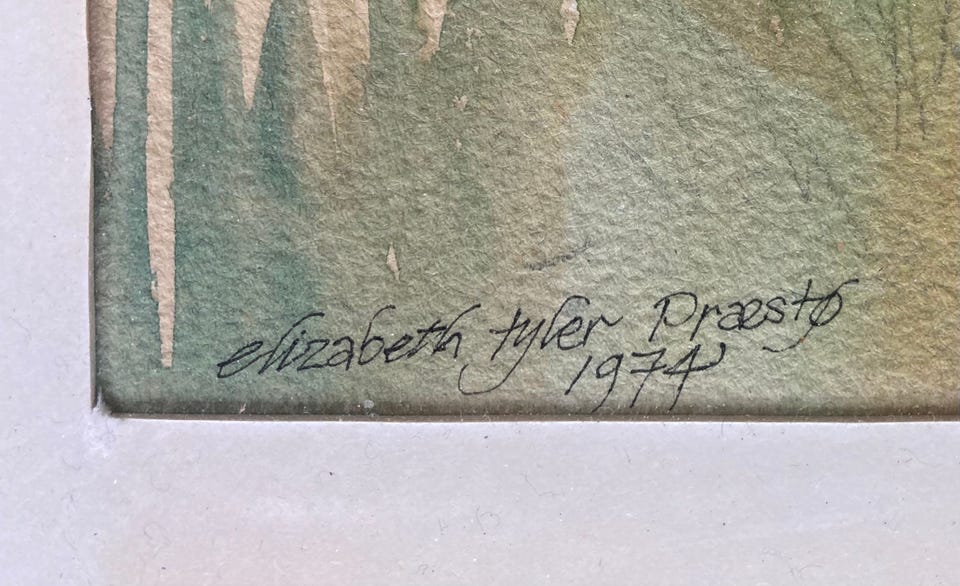 elizabeth tyler Præstø
1974